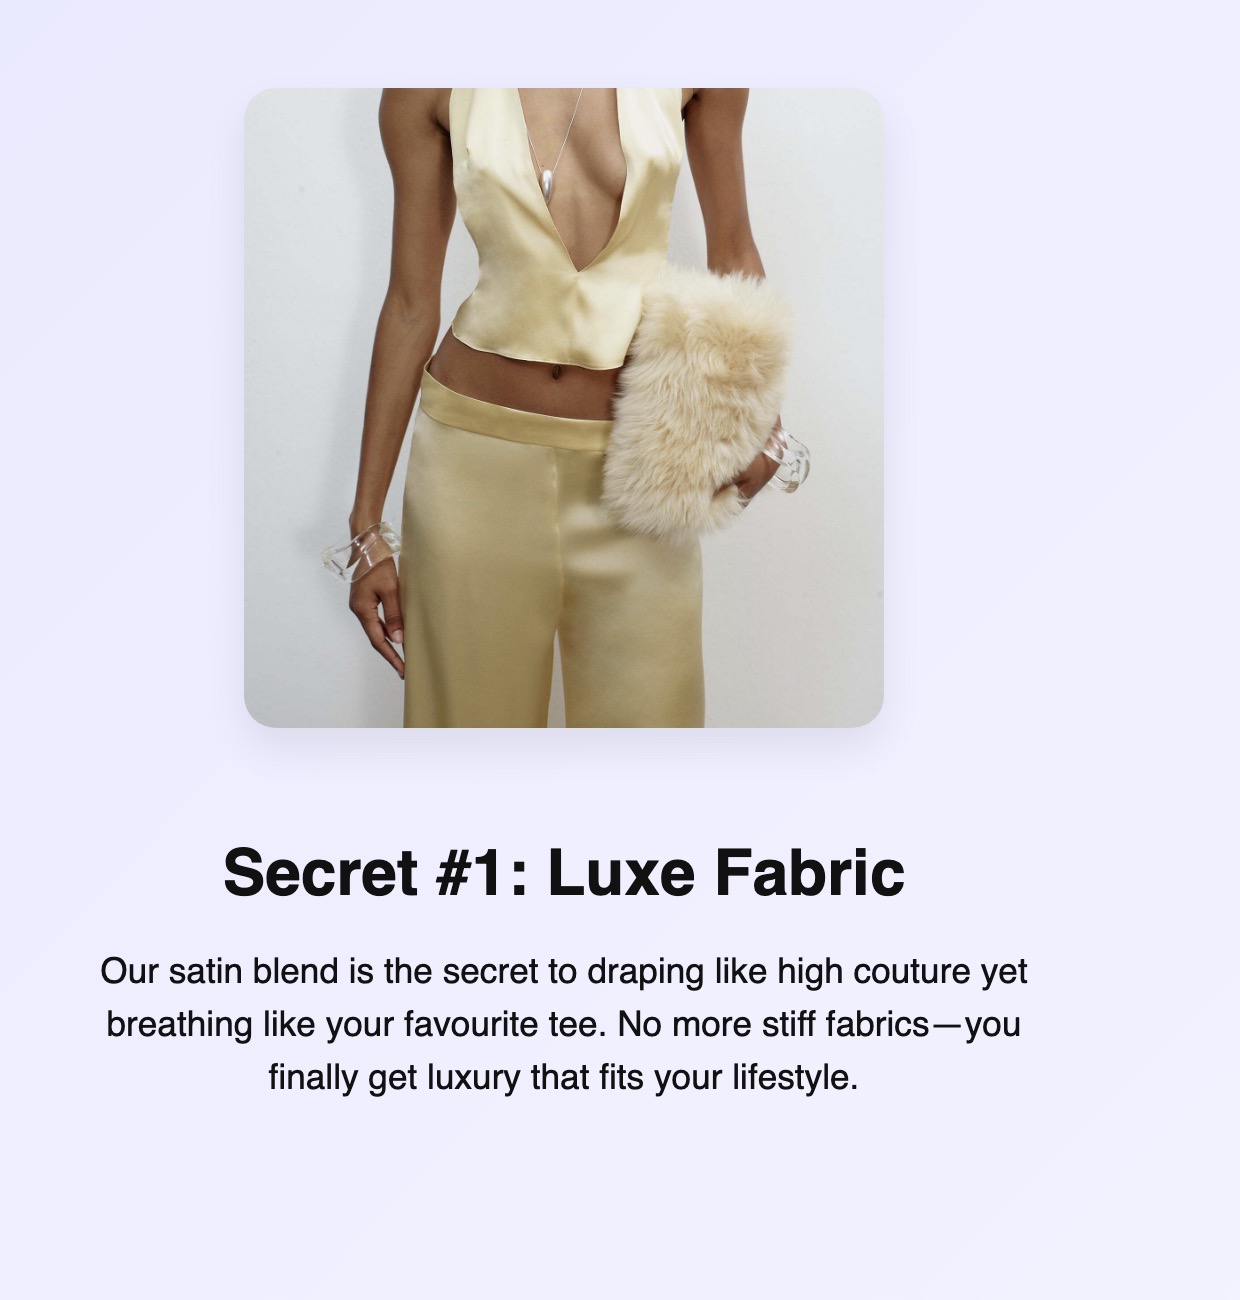 Secret #1: Luxe Fabric
Our satin blend is the secret to draping like high couture yet
breathing like your favourite tee. No more stiff fabrics—you
finally get luxury that fits your lifestyle.